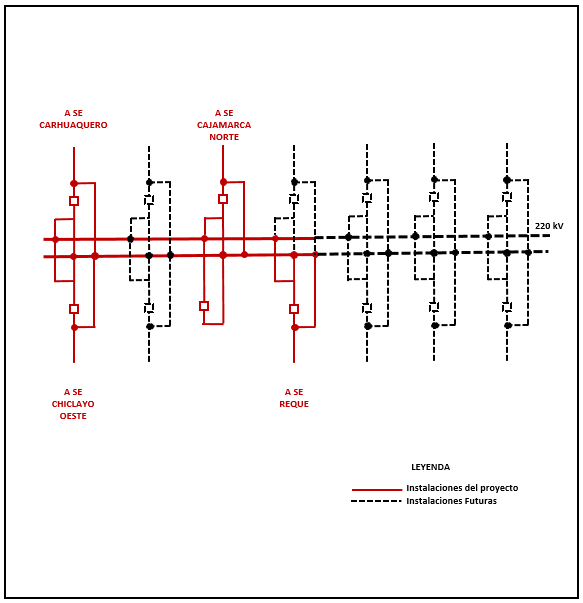 A SE
CARHUAQUERO
A SE
CAJAMARCA
NORTE
220 kV
A SE
CHICLAYO
OESTE
A SE
REQUE
LEYENDA
Instalaciones del proyecto
Instalaciones Futuras